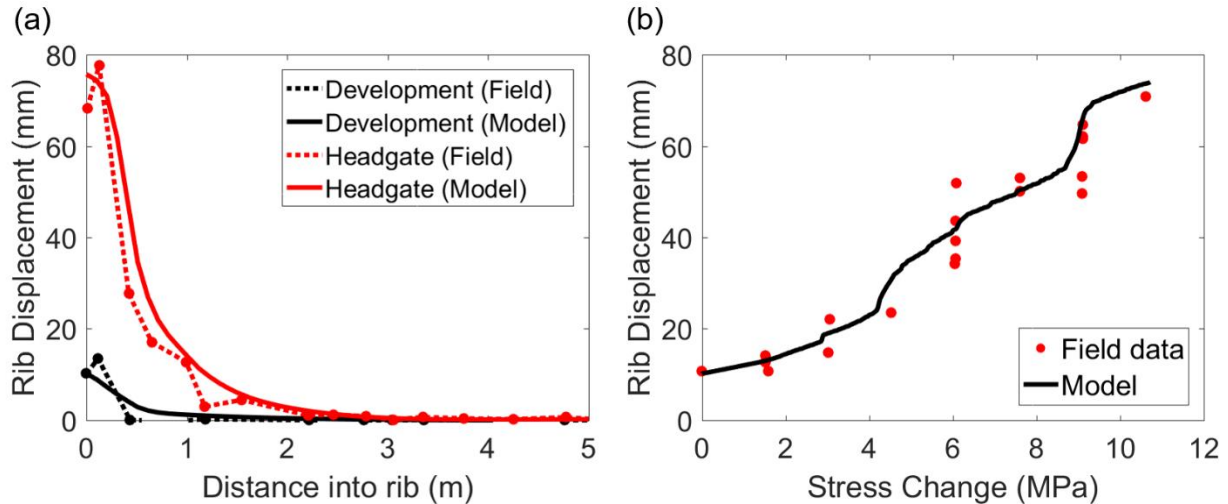 (a)
Rib Displacement (mm)
80
60
40
20
0
Development (Field)
Development (Model)
Headgate (Field)
Headgate (Model)
0 1 2 3 4 5
Distance into rib (m)
(b)
Rib Displacement (mm)
80
60
40
20
0
Field data
Model
0 2 4 6 8 10 12
Stress Change (MPa)